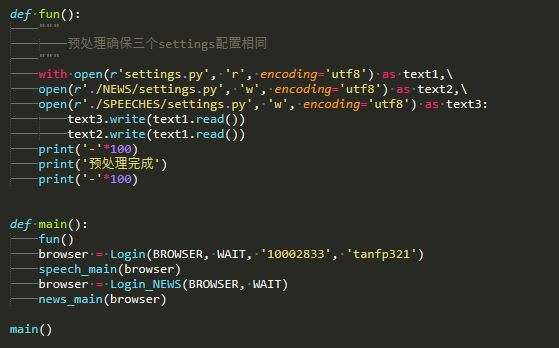 def fun():
    """
        预处理确保三个settings配置相同
    """
    with open(r'settings.py', 'r', encoding='utf8') as text1,\
    open(r'./NEWS/settings.py', 'w', encoding='utf8') as text2,\
    open(r'./SPEECHES/settings.py', 'w', encoding='utf8') as text3:
        text3.write(text1.read())
        text2.write(text1.read())
    print('-'*100)
    print('预处理完成')
    print('-'*100)
def main():
    fun()
    browser = Login(BROWSER, WAIT, '10002833', 'tanfp321')
    speech_main(browser)
    browser = Login_NEWS(BROWSER, WAIT)
    news_main(browser)
main()